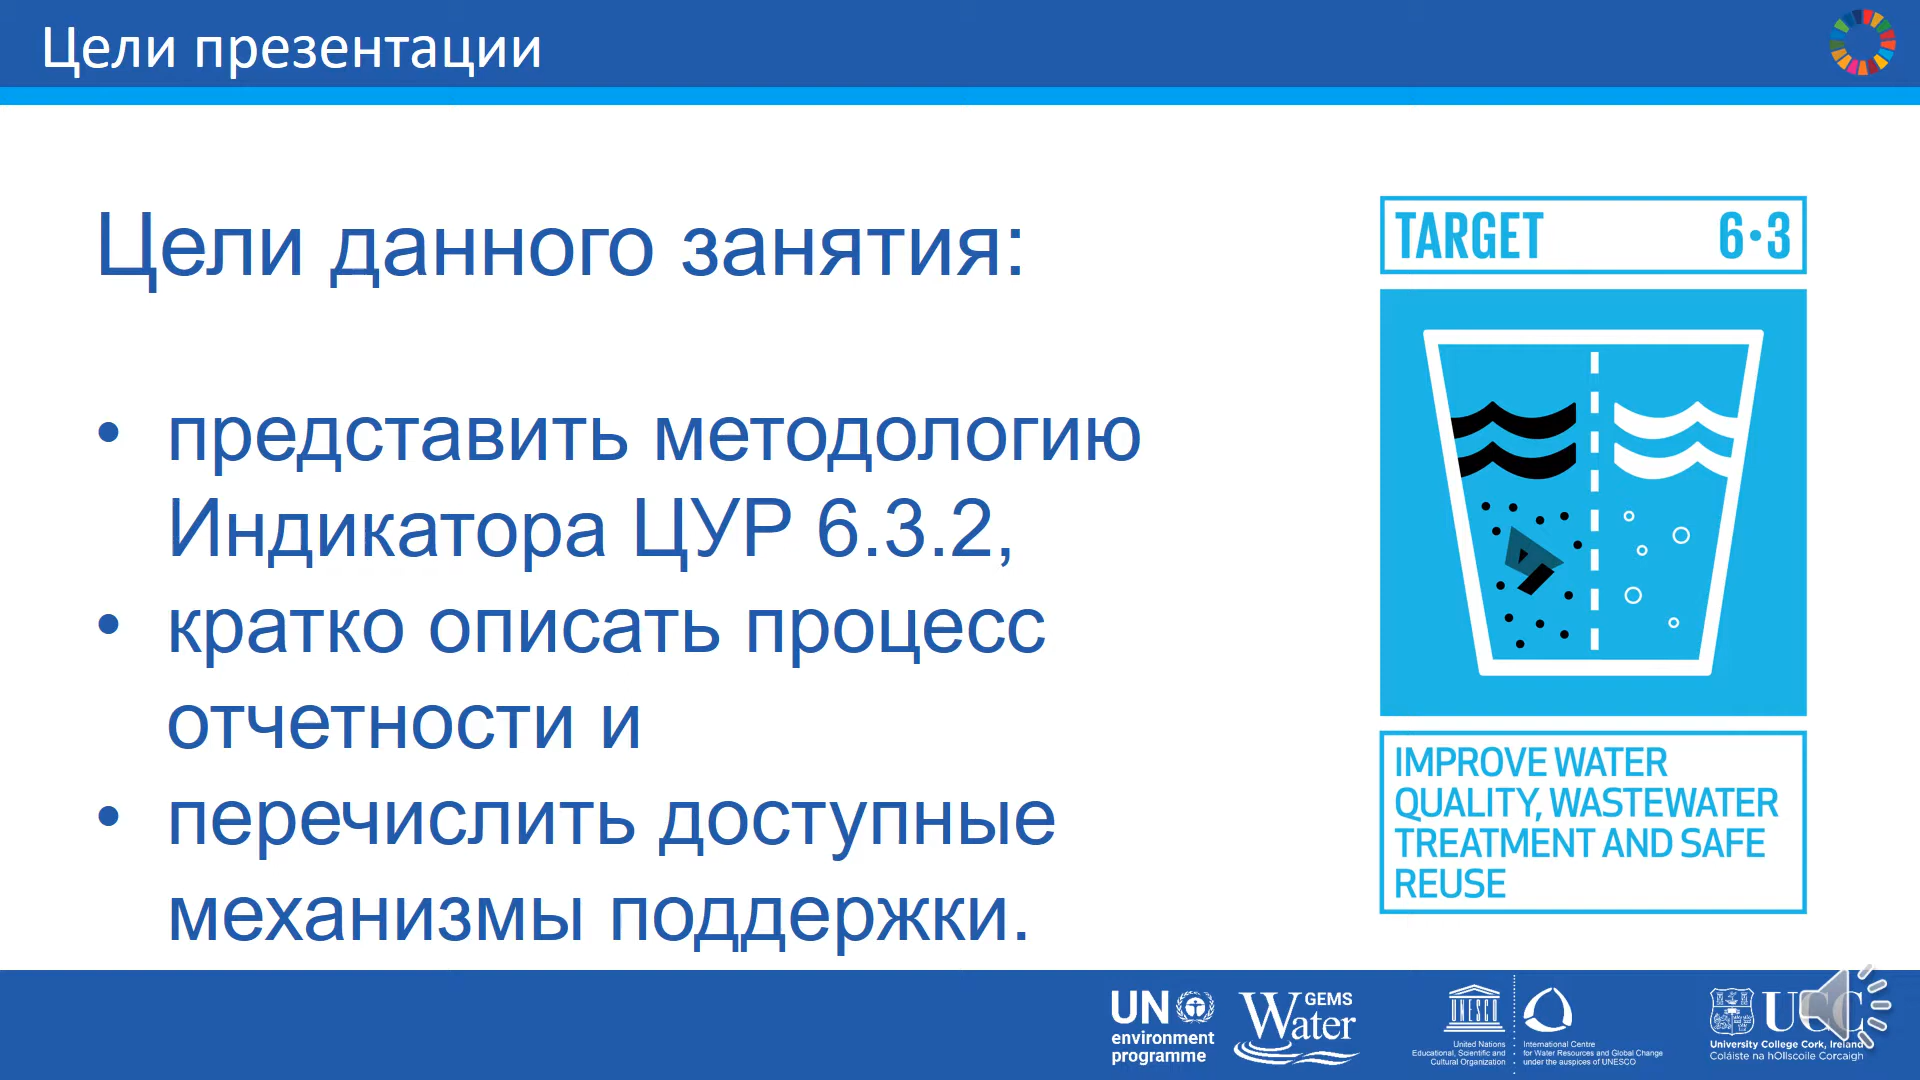 Цели презентации
Цели данного занятия:
• представить методологию
Индикатора ЦУР 6.3.2,
• кратко описать процесс
отчетности и
• перечислить доступные
механизмы поддержки.
TARGET 6•3
IMPROVE WATER
QUALITY, WASTEWATER
TREATMENT AND SAFE
REUSE
UN
environment
programme
GEMS
Water
UNESCO
United Nations
Educational, Scientific and
Cultural Organization
International Centre
for Water Resources and Global Change
under the auspices of UNESCO
UCC
University College Cork, Ireland
Coláiste na hOllscoile Corcaigh